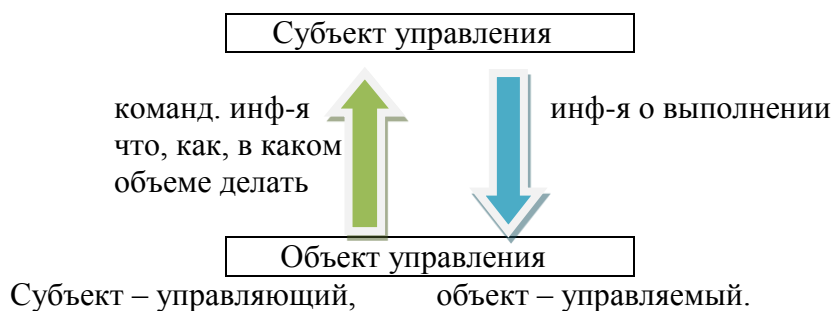 Субъект управления
команд. инф-я
что, как, в каком
объеме делать
инф-я о выполнении
Объект управления
Субъект – управляющий, объект – управляемый.